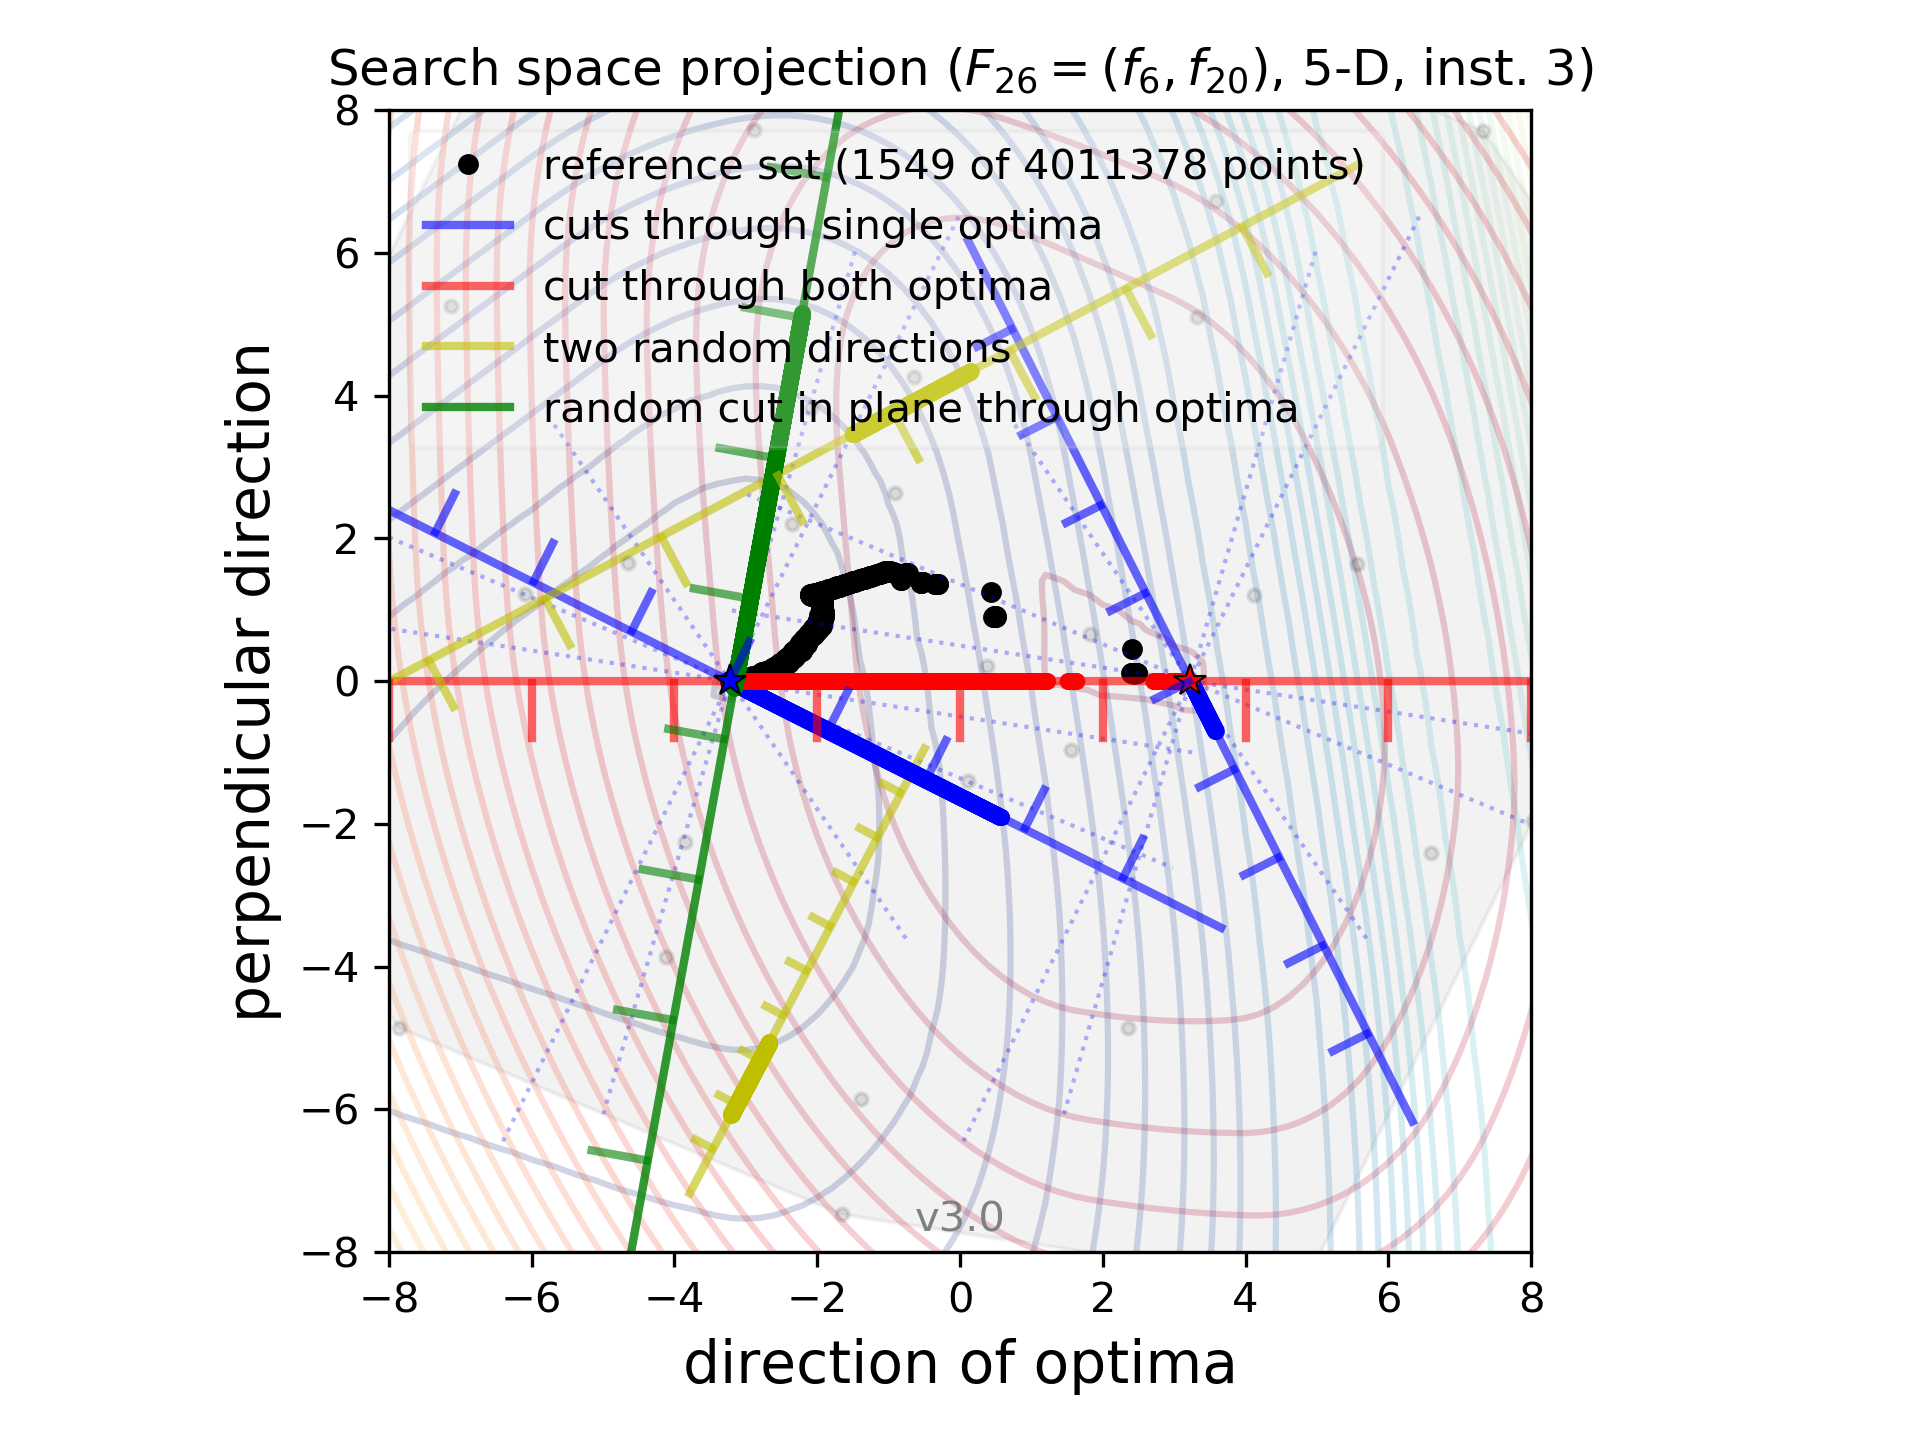 Search space projection (F26 = (f6, f20), 5-D, inst. 3)
reference set (1549 of 4011378 points)
cuts through single optima
cut through both optima
two random directions
random cut in plane through optima
perpendicular direction
8
6
4
2
0
−2
−4
−6
−8
v3.0
−8 −6 −4 −2 0 2 4 6 8
direction of optima